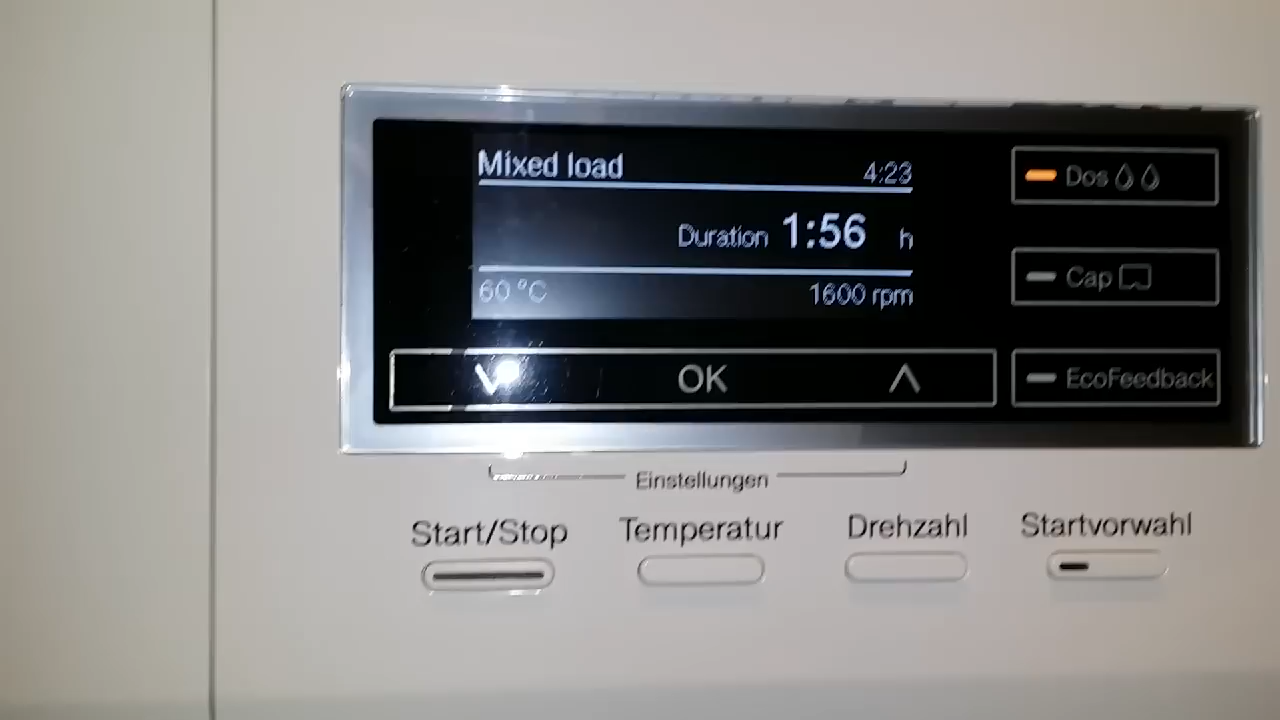 Mixed load 4:23
Duration 1:56 h
60 °C 1600 rpm
OK
Dos
Cap
EcoFeedback
Einstellungen
Start/Stop Temperatur Drehzahl Startvorwahl